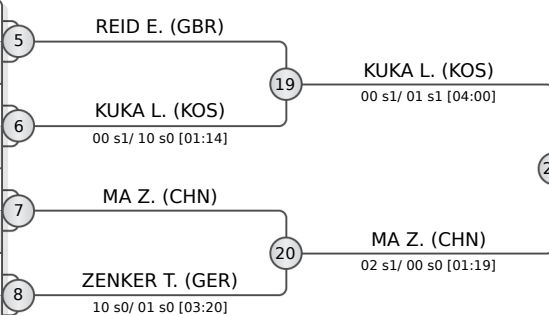 REID E. (GBR)
5
19
KUKA L. (KOS)
00 s1/ 01 s1 [04:00]
KUKA L. (KOS)
6
00 s1/ 10 s0 [01:14]
2
MA Z. (CHN)
7
20
MA Z. (CHN)
02 s1/ 00 s0 [01:19]
ZENKER T. (GER)
8
10 s0/ 01 s0 [03:20]